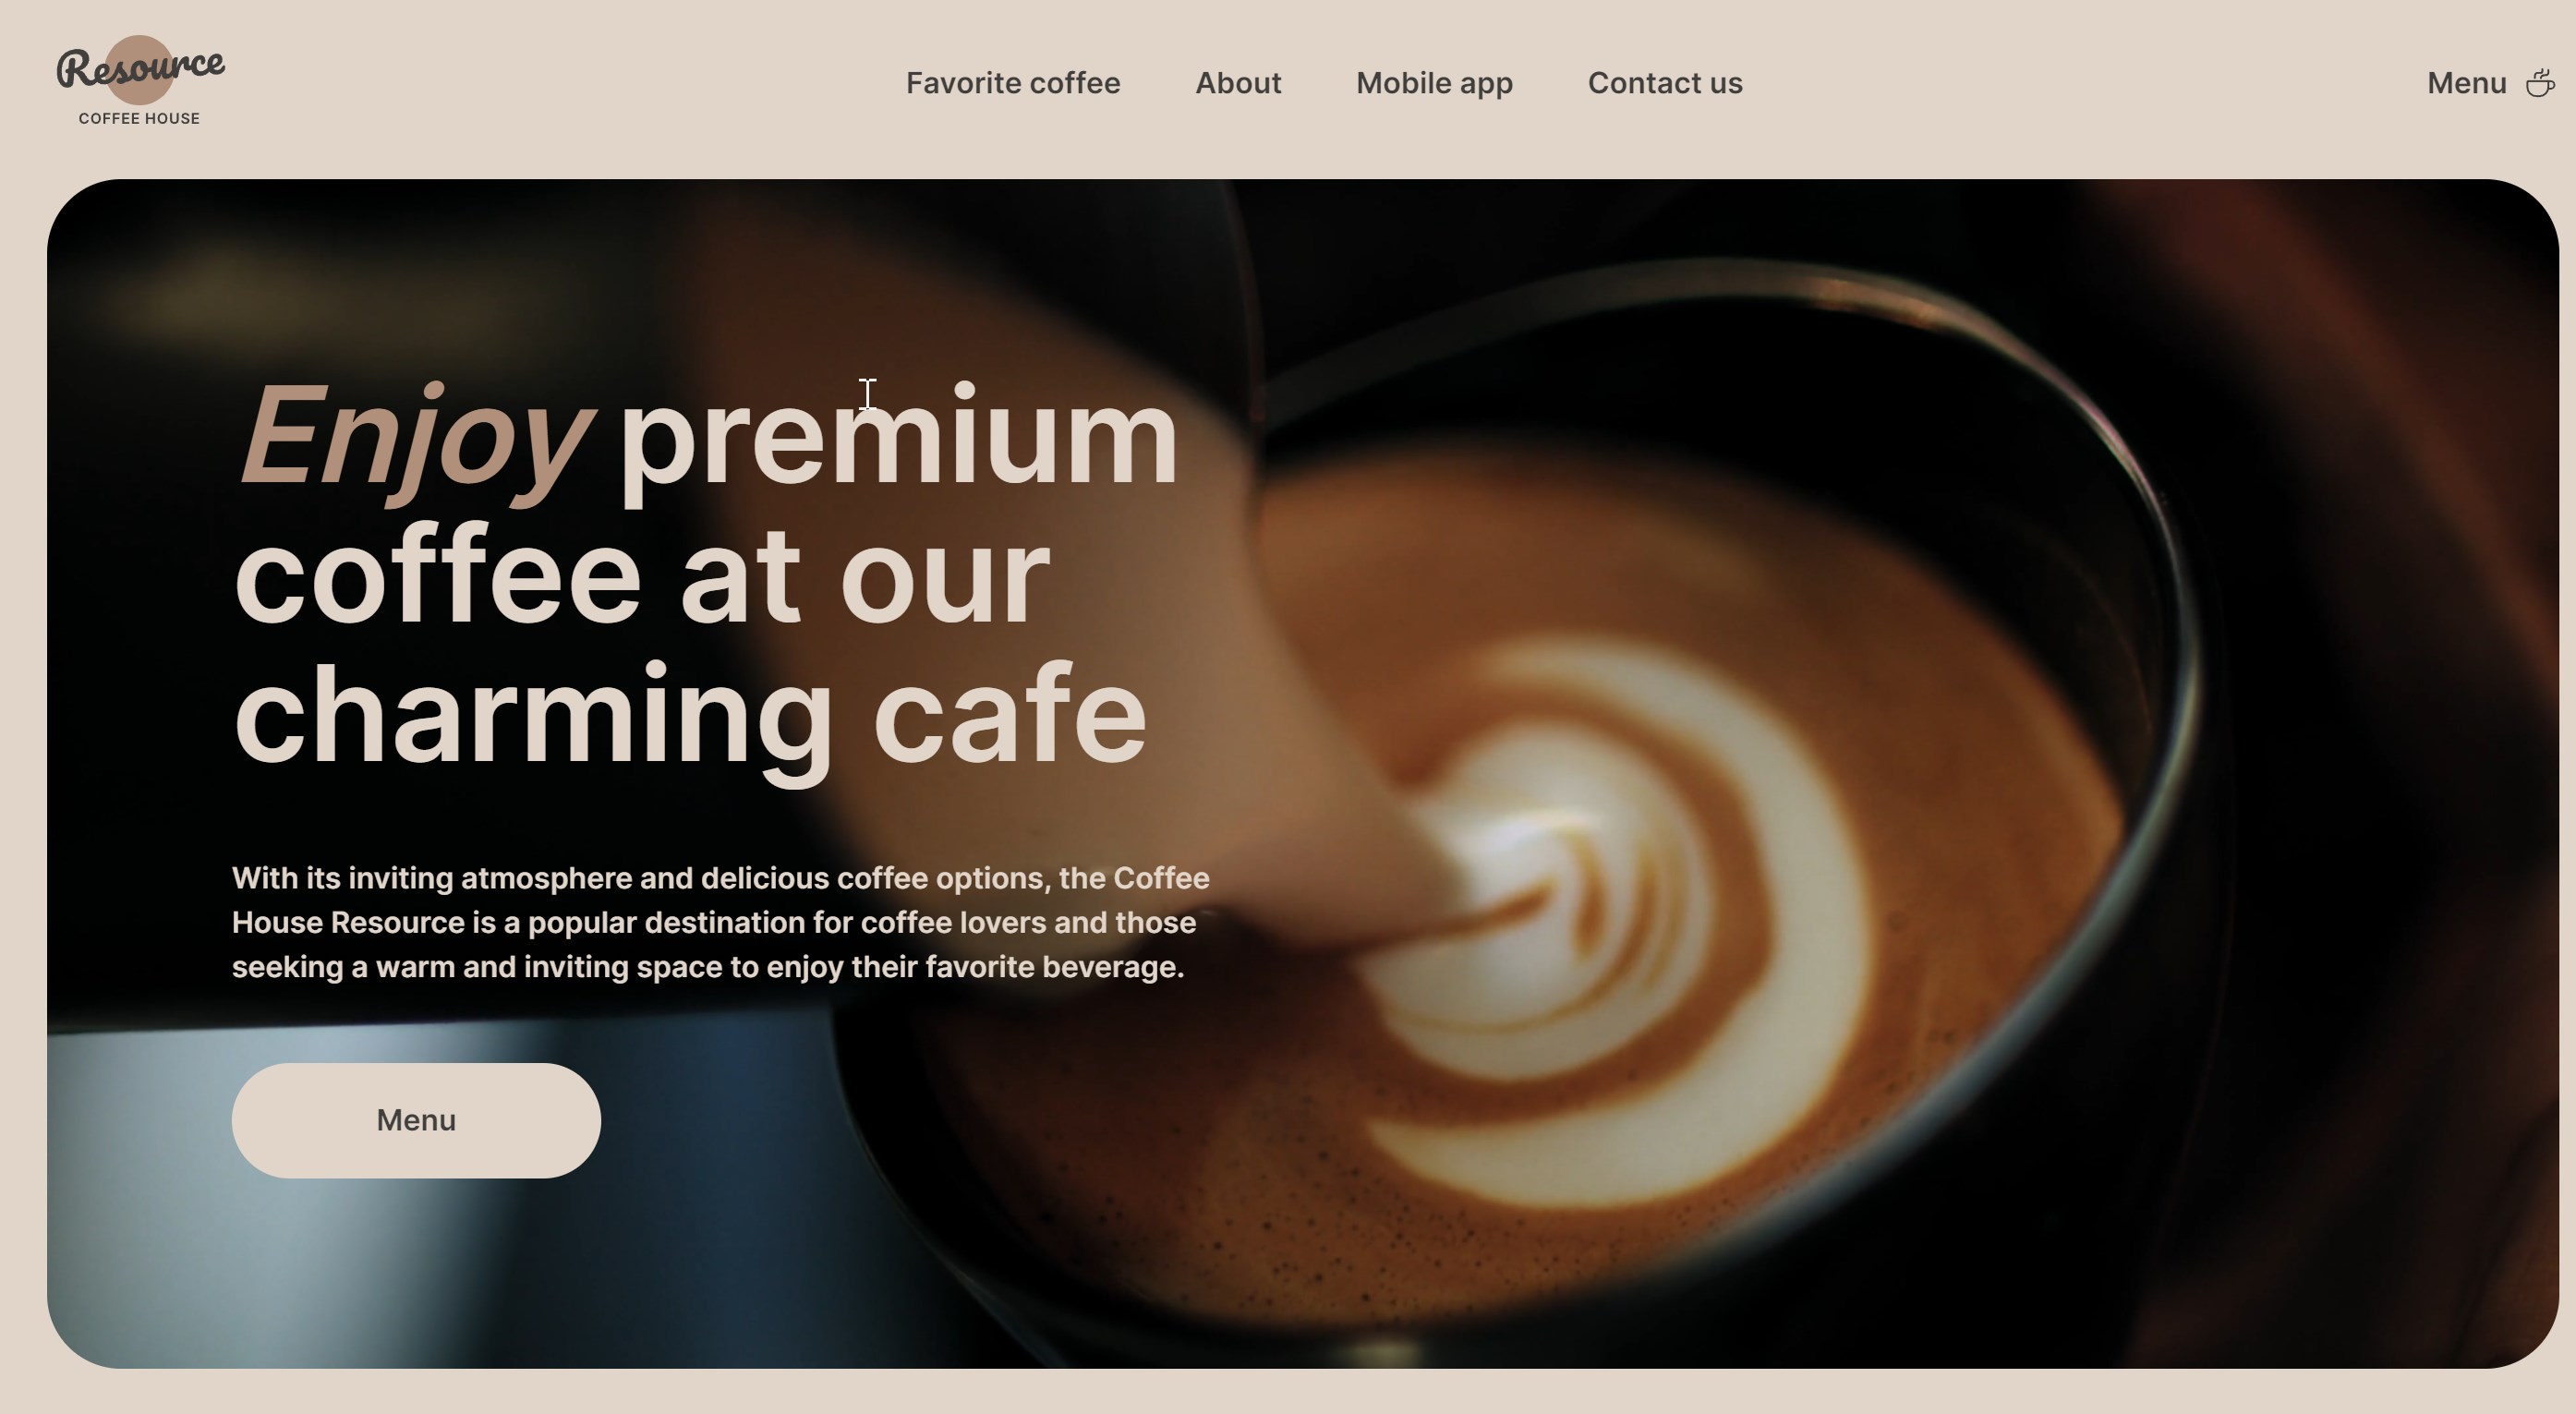 Resource
COFFEE HOUSE
Favorite coffee
About
Mobile app
Contact us
Menu
Enjoy premium
coffee at our
charming cafe
With its inviting atmosphere and delicious coffee options, the Coffee
House Resource is a popular destination for coffee lovers and those
seeking a warm and inviting space to enjoy their favorite beverage.
Menu